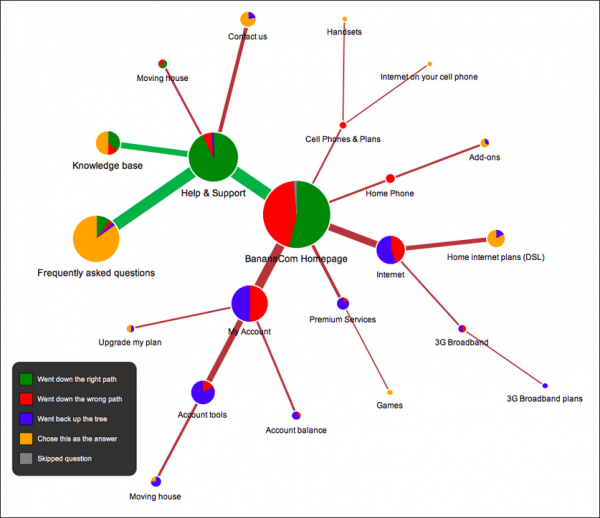 Contact us
Handsets
Moving house
Internet on your cell phone
Cell Phones & Plans
Knowledge base
Add-ons
Help & Support
Home Phone
Frequently asked questions
BananaCom Homepage
Internet
Home internet plans (DSL)
My Account
Premium Services
Upgrade my plan
3G Broadband
Went down the right path
Went down the wrong path
Went back up the tree
Chose this as the answer
Skipped question
Account tools
Account balance
Games
3G Broadband plans
Moving house